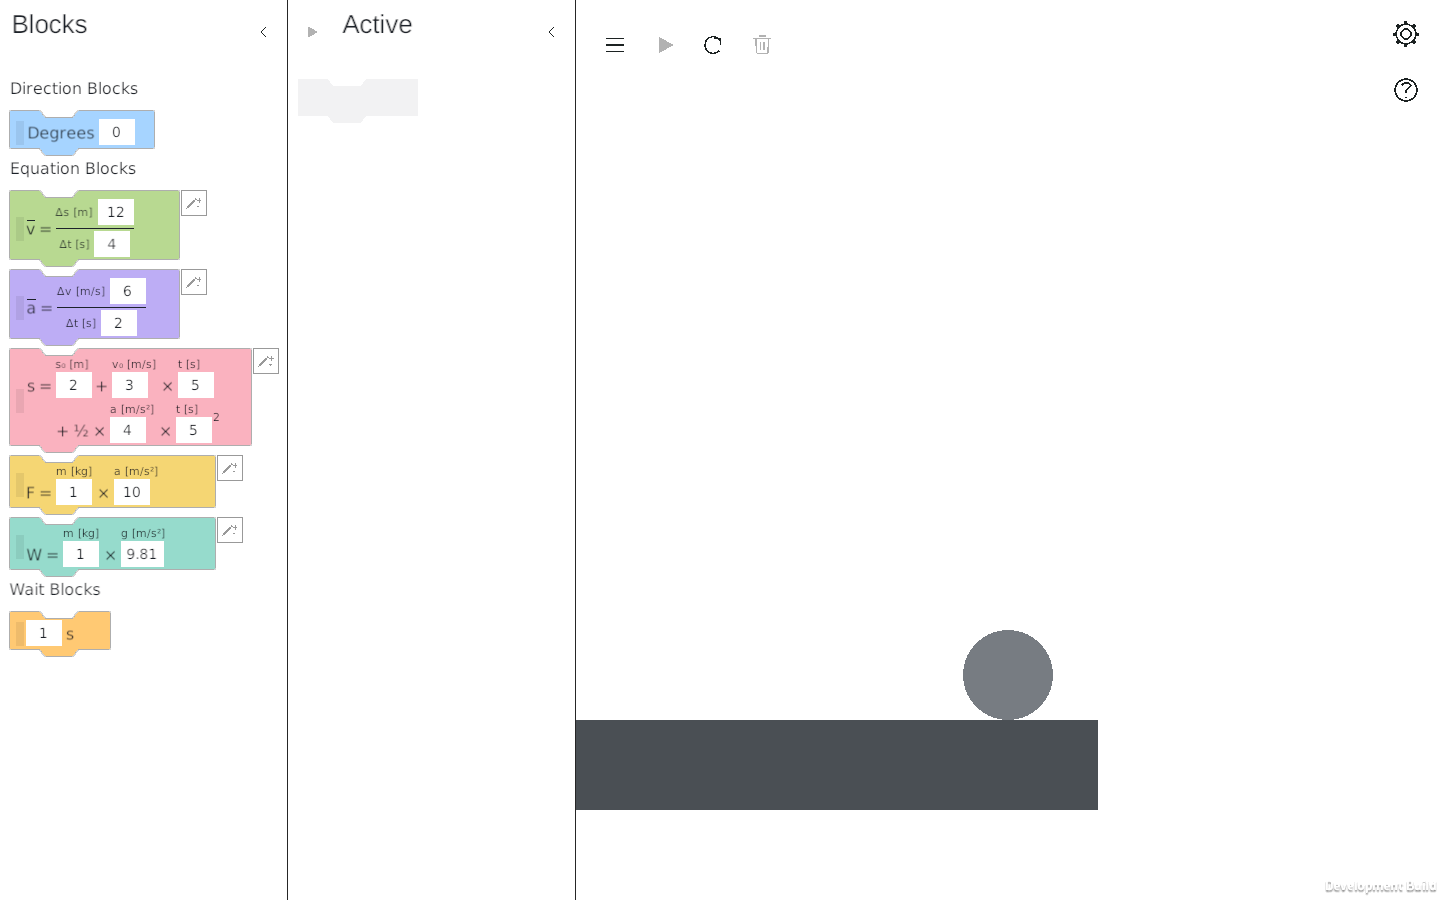 Blocks
Active
Direction Blocks
Degrees 0
Equation Blocks
v̅ = Δs [m] 12
Δt [s] 4
a̅ = Δv [m/s] 6
Δt [s] 2
s₀ [m] v₀ [m/s] t [s]
s = 2 + 3 × 5
a [m/s²] t [s]
+ ½ × 4 × 5 2
m [kg] a [m/s²]
F = 1 × 10
m [kg] g [m/s²]
W = 1 × 9.81
Wait Blocks
1 s
Development Build